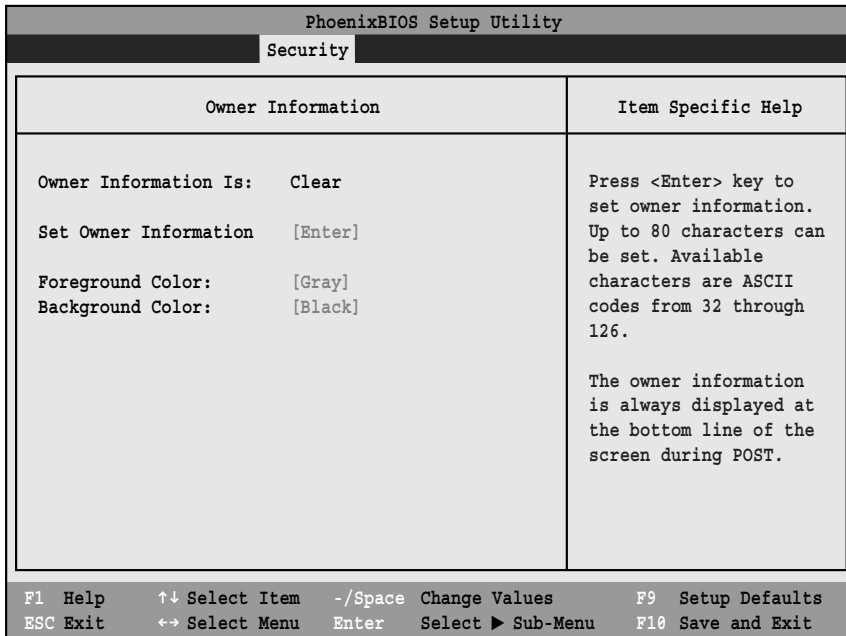 PhoenixBIOS Setup Utility
Security
Owner Information
Item Specific Help
Owner Information Is: Clear
Set Owner Information [Enter]
Foreground Color: [Gray]
Background Color: [Black]
Press <Enter> key to
set owner information.
Up to 80 characters can
be set. Available
characters are ASCII
codes from 32 through
126.
The owner information
is always displayed at
the bottom line of the
screen during POST.
F1 Help ↑↓ Select Item -/Space Change Values F9 Setup Defaults
ESC Exit ←→ Select Menu Enter Select ▶ Sub-Menu F10 Save and Exit